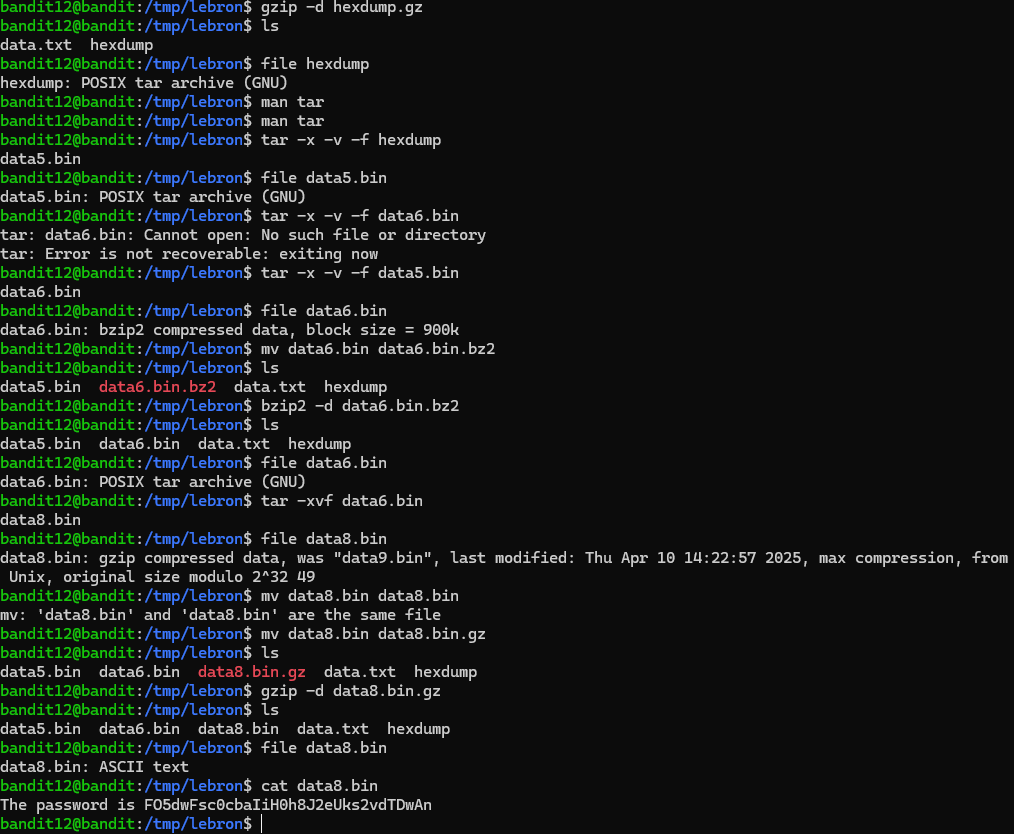 bandit12@bandit:/tmp/lebron$ gzip -d hexdump.gz
bandit12@bandit:/tmp/lebron$ ls
data.txt  hexdump
bandit12@bandit:/tmp/lebron$ file hexdump
hexdump: POSIX tar archive (GNU)
bandit12@bandit:/tmp/lebron$ man tar
bandit12@bandit:/tmp/lebron$ man tar
bandit12@bandit:/tmp/lebron$ tar -x -v -f hexdump
data5.bin
bandit12@bandit:/tmp/lebron$ file data5.bin
data5.bin: POSIX tar archive (GNU)
bandit12@bandit:/tmp/lebron$ tar -x -v -f data6.bin
tar: data6.bin: Cannot open: No such file or directory
tar: Error is not recoverable: exiting now
bandit12@bandit:/tmp/lebron$ tar -x -v -f data5.bin
data6.bin
bandit12@bandit:/tmp/lebron$ file data6.bin
data6.bin: bzip2 compressed data, block size = 900k
bandit12@bandit:/tmp/lebron$ mv data6.bin data6.bin.bz2
bandit12@bandit:/tmp/lebron$ ls
data5.bin  data6.bin.bz2  data.txt  hexdump
bandit12@bandit:/tmp/lebron$ bzip2 -d data6.bin.bz2
bandit12@bandit:/tmp/lebron$ ls
data5.bin  data6.bin  data.txt  hexdump
bandit12@bandit:/tmp/lebron$ file data6.bin
data6.bin: POSIX tar archive (GNU)
bandit12@bandit:/tmp/lebron$ tar -xvf data6.bin
data8.bin
bandit12@bandit:/tmp/lebron$ file data8.bin
data8.bin: gzip compressed data, was "data9.bin", last modified: Thu Apr 10 14:22:57 2025, max compression, from
 Unix, original size modulo 2^32 49
bandit12@bandit:/tmp/lebron$ mv data8.bin data8.bin
mv: 'data8.bin' and 'data8.bin' are the same file
bandit12@bandit:/tmp/lebron$ mv data8.bin data8.bin.gz
bandit12@bandit:/tmp/lebron$ ls
data5.bin  data6.bin  data8.bin.gz  data.txt  hexdump
bandit12@bandit:/tmp/lebron$ gzip -d data8.bin.gz
bandit12@bandit:/tmp/lebron$ ls
data5.bin  data6.bin  data8.bin  data.txt  hexdump
bandit12@bandit:/tmp/lebron$ file data8.bin
data8.bin: ASCII text
bandit12@bandit:/tmp/lebron$ cat data8.bin
The password is FO5dwFsc0cbaIiH0h8J2eUks2vdTDwAn
bandit12@bandit:/tmp/lebron$